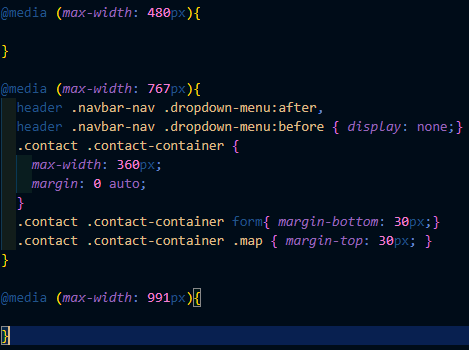 @media (max-width: 480px){
}
@media (max-width: 767px){
header .navbar-nav .dropdown-menu:after,
header .navbar-nav .dropdown-menu:before { display: none;}
.contact .contact-container {
max-width: 360px;
margin: 0 auto;
}
.contact .contact-container form{ margin-bottom: 30px;}
.contact .contact-container .map { margin-top: 30px; }
}
@media (max-width: 991px){
}